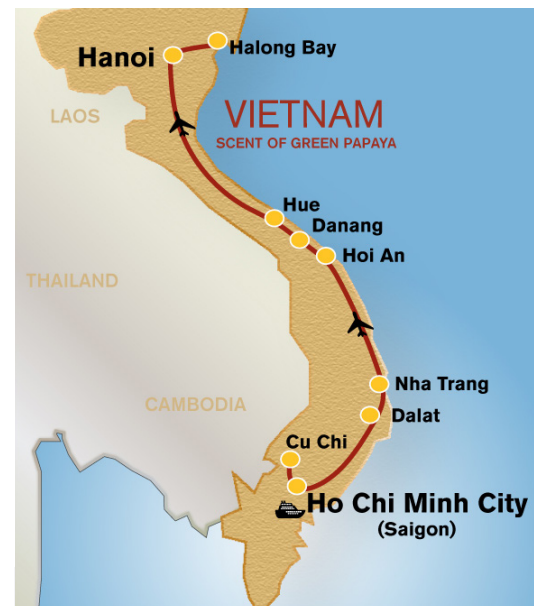 Hanoi
Halong Bay
LAOS
VIETNAM
SCENT OF GREEN PAPAYA
Hue
Danang
Hoi An
THAILAND
Nha Trang
CAMBODIA
Dalat
Cu Chi
Ho Chi Minh City
(Saigon)